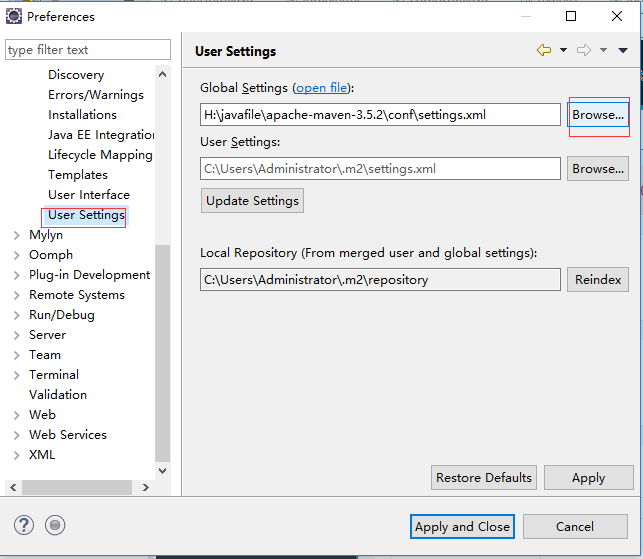 Preferences
type filter text
Discovery
Errors/Warnings
Installations
Java EE Integration
Lifecycle Mapping
Templates
User Interface
User Settings
Mylyn
Oomph
Plug-in Development
Remote Systems
Run/Debug
Server
Team
Terminal
Validation
Web
Web Services
XML
User Settings
Global Settings (open file):
H:\javafile\apache-maven-3.5.2\conf\settings.xml Browse...
User Settings:
C:\Users\Administrator\.m2\settings.xml Browse...
Update Settings
Local Repository (From merged user and global settings):
C:\Users\Administrator\.m2\repository Reindex
Restore Defaults Apply
Apply and Close Cancel